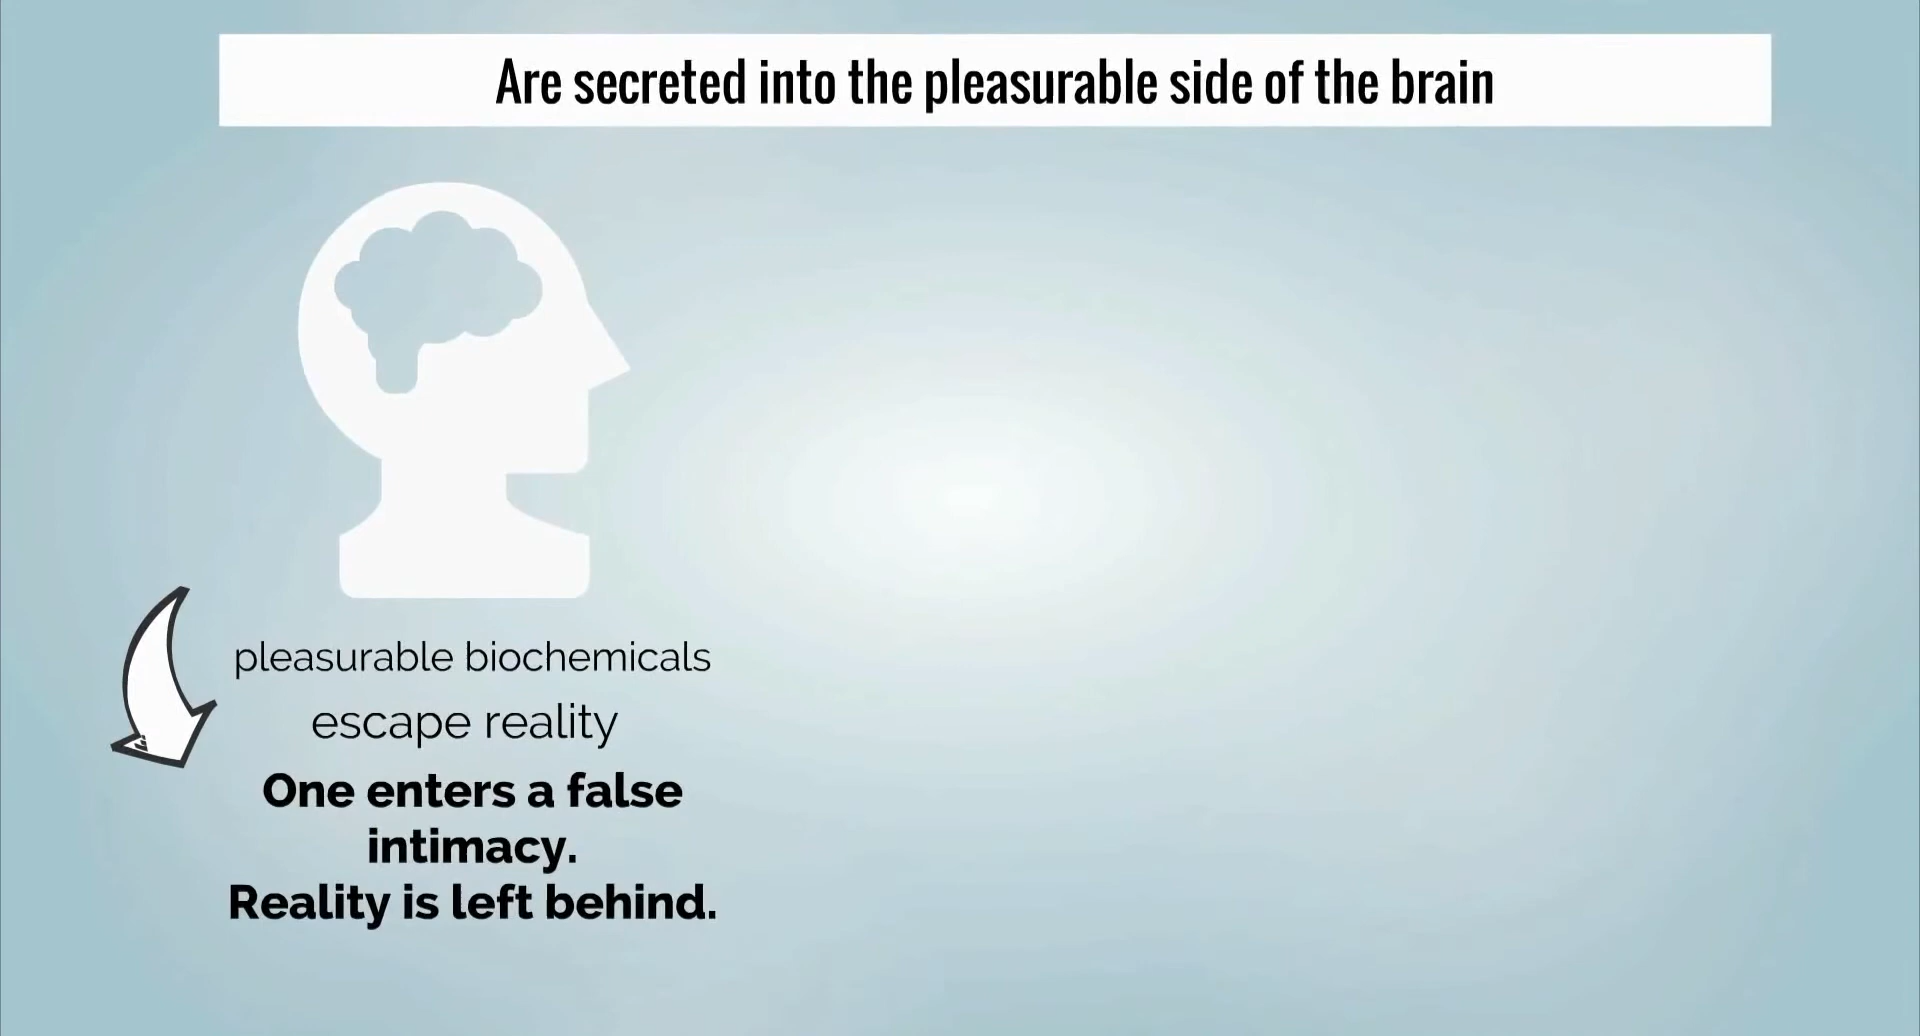 Are secreted into the pleasurable side of the brain
pleasurable biochemicals
escape reality
One enters a false
intimacy.
Reality is left behind.